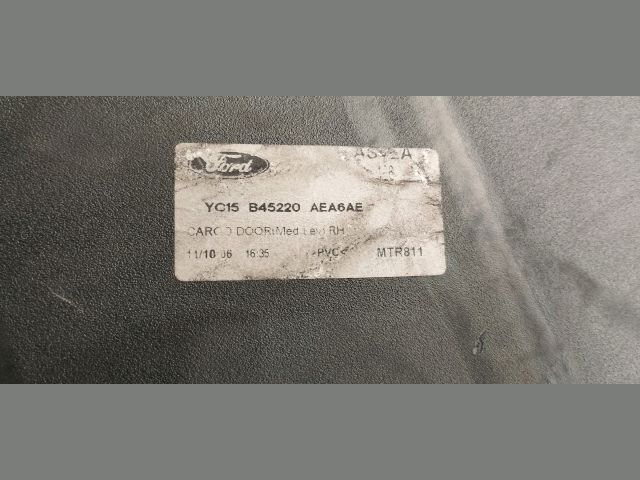 Ford
YC15 B45220 AEA6AE
CARGO DOOR(Med Lev) RH
11/10 06 16:35 >PVC< MTR811